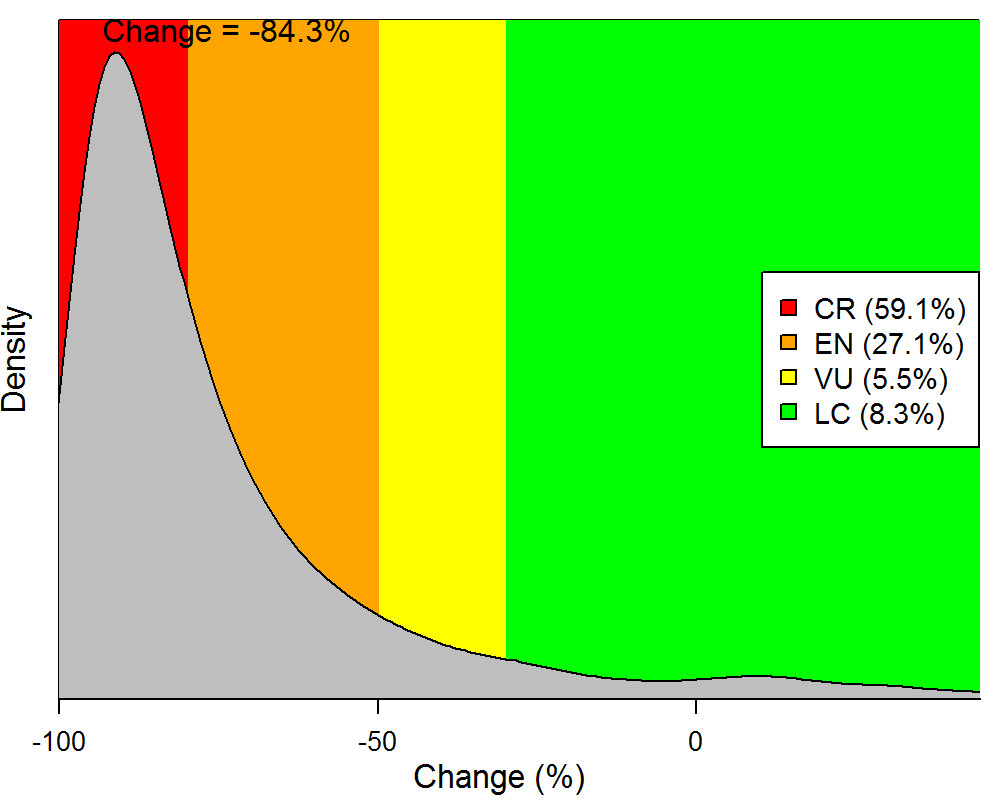 Change = -84.3%
Density
CR (59.1%)
EN (27.1%)
VU (5.5%)
LC (8.3%)
-100
-50
0
Change (%)